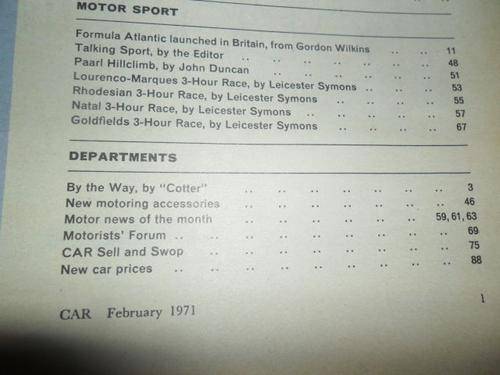 MOTOR SPORT
Formula Atlantic launched in Britain, from Gordon Wilkins .. .. 11
Talking Sport, by the Editor .. .. .. .. .. .. 48
Paarl Hillclimb, by John Duncan .. .. .. .. .. 51
Lourenco-Marques 3-Hour Race, by Leicester Symons .. .. .. 53
Rhodesian 3-Hour Race, by Leicester Symons .. .. .. .. 55
Natal 3-Hour Race, by Leicester Symons .. .. .. .. 57
Goldfields 3-Hour Race, by Leicester Symons .. .. .. .. 67
DEPARTMENTS
By the Way, by "Cotter" .. .. .. .. .. .. 3
New motoring accessories .. .. .. .. .. .. 46
Motor news of the month .. .. .. .. .. 59, 61, 63
Motorists' Forum .. .. .. .. .. .. .. 69
CAR Sell and Swop .. .. .. .. .. .. 75
New car prices .. .. .. .. .. .. .. 88
CAR February 1971 1